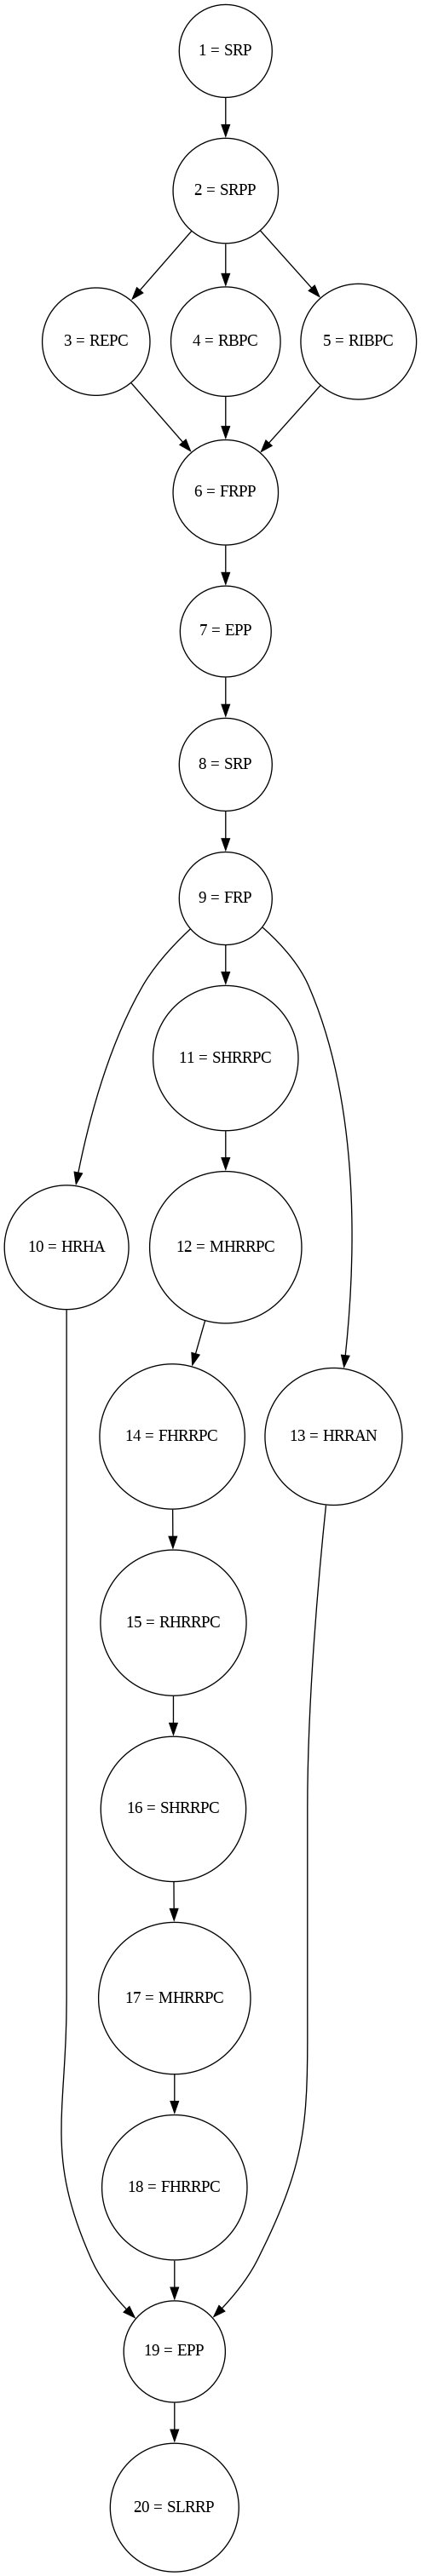 1 = SRP
2 = SRPP
3 = REPC
4 = RBPC
5 = RIBPC
6 = FRPP
7 = EPP
8 = SRP
9 = FRP
11 = SHRRPC
10 = HRHA
12 = MHRRPC
14 = FHRRPC
13 = HRRAN
15 = RHRRPC
16 = SHRRPC
17 = MHRRPC
18 = FHRRPC
19 = EPP
20 = SLRRP